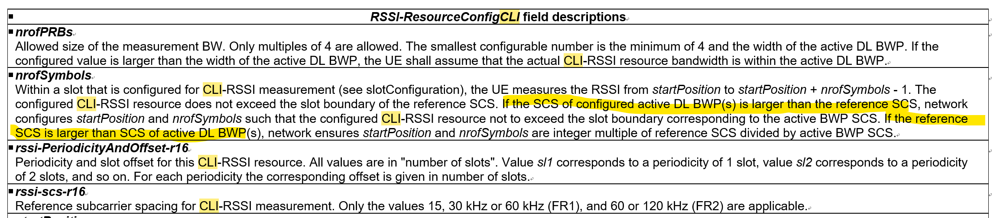 RSSI-ResourceConfigCLI field descriptions
nrofPRBs
Allowed size of the measurement BW. Only multiples of 4 are allowed. The smallest configurable number is the minimum of 4 and the width of the active DL BWP. If the
configured value is larger than the width of the active DL BWP, the UE shall assume that the actual CLI-RSSI resource bandwidth is within the active DL BWP.
nrofSymbols
Within a slot that is configured for CLI-RSSI measurement (see slotConfiguration), the UE measures the RSSI from startPosition to startPosition + nrofSymbols - 1. The
configured CLI-RSSI resource does not exceed the slot boundary of the reference SCS. If the SCS of configured active DL BWP(s) is larger than the reference SCS, network
configures startPosition and nrofSymbols such that the configured CLI-RSSI resource not to exceed the slot boundary corresponding to the active BWP SCS. If the reference
SCS is larger than SCS of active DL BWP(s), network ensures startPosition and nrofSymbols are integer multiple of reference SCS divided by active BWP SCS.
rssi-PeriodicityAndOffset-r16
Periodicity and slot offset for this CLI-RSSI resource. All values are in "number of slots". Value sl1 corresponds to a periodicity of 1 slot, value sl2 corresponds to a periodicity
of 2 slots, and so on. For each periodicity the corresponding offset is given in number of slots.
rssi-scs-r16
Reference subcarrier spacing for CLI-RSSI measurement. Only the values 15, 30 kHz or 60 kHz (FR1), and 60 or 120 kHz (FR2) are applicable.